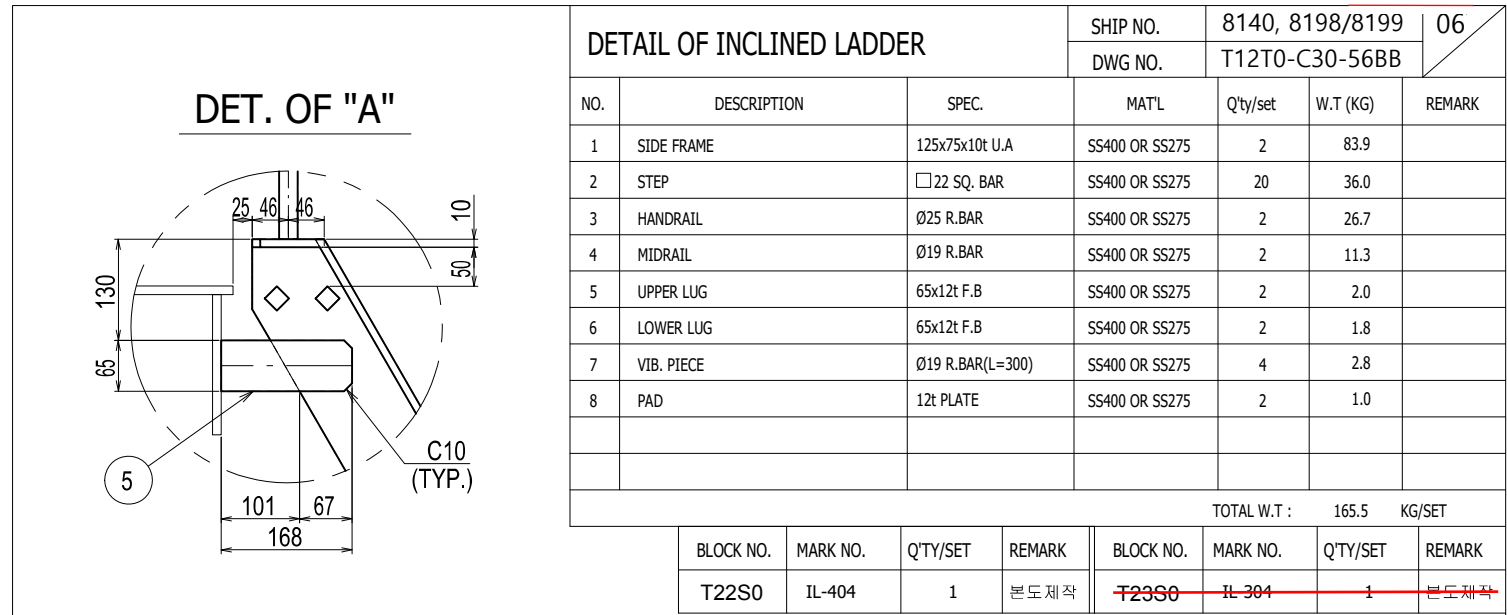 DETAIL OF INCLINED LADDER
SHIP NO. 8140, 8198/8199 06
DWG NO. T12T0-C30-56BB
NO. DESCRIPTION SPEC. MAT'L Q'ty/set W.T (KG) REMARK
1 SIDE FRAME 125x75x10t U.A SS400 OR SS275 2 83.9
2 STEP □22 SQ. BAR SS400 OR SS275 20 36.0
3 HANDRAIL Ø25 R.BAR SS400 OR SS275 2 26.7
4 MIDRAIL Ø19 R.BAR SS400 OR SS275 2 11.3
5 UPPER LUG 65x12t F.B SS400 OR SS275 2 2.0
6 LOWER LUG 65x12t F.B SS400 OR SS275 2 1.8
7 VIB. PIECE Ø19 R.BAR(L=300) SS400 OR SS275 4 2.8
8 PAD 12t PLATE SS400 OR SS275 2 1.0
TOTAL W.T : 165.5 KG/SET
BLOCK NO. MARK NO. Q'TY/SET REMARK BLOCK NO. MARK NO. Q'TY/SET REMARK
T22S0 IL-404 1 본도제작 T23S0 IL-304 1 본도제작
DET. OF "A"
25 46 46 10
50
130
65
C10
(TYP.)
5
101 67
168